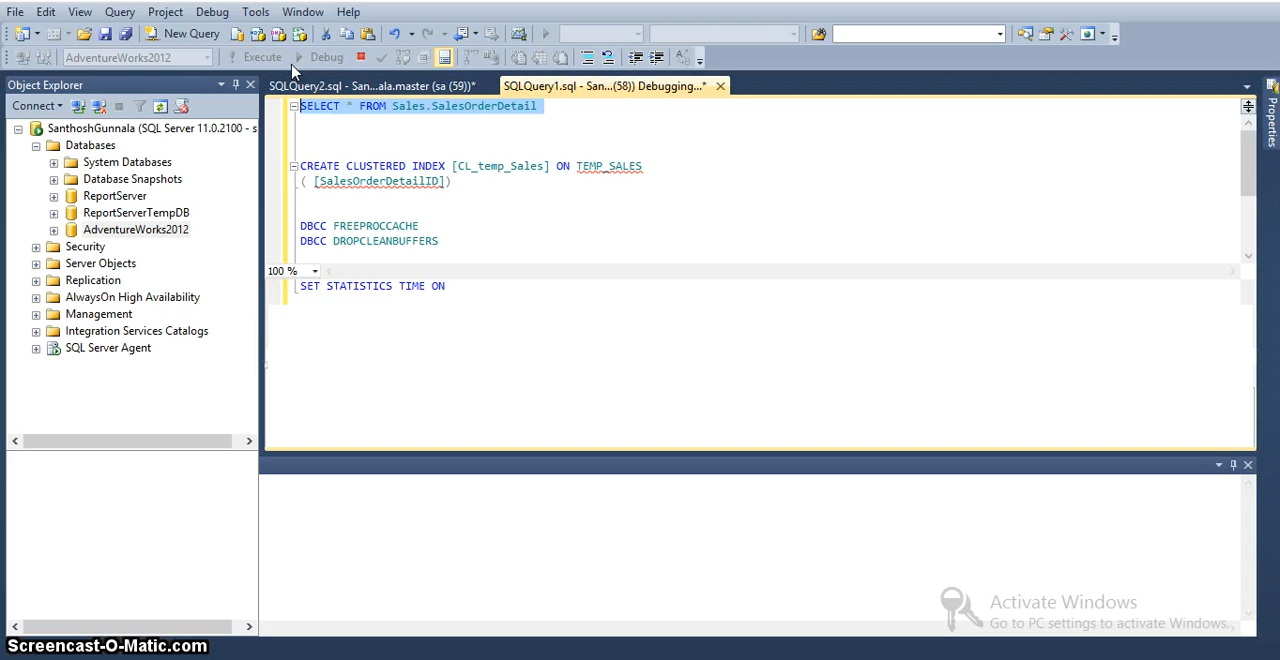 File Edit View Query Project Debug Tools Window Help
New Query
AdventureWorks2012 Execute Debug
Object Explorer
SQLQuery2.sql - San...ala.master (sa (59))*
SQLQuery1.sql - San...(58)) Debugging...*
Connect
SanthoshGunnala (SQL Server 11.0.2100 - s
Databases
System Databases
Database Snapshots
ReportServer
ReportServerTempDB
AdventureWorks2012
Security
Server Objects
Replication
AlwaysOn High Availability
Management
Integration Services Catalogs
SQL Server Agent
SELECT * FROM Sales.SalesOrderDetail
CREATE CLUSTERED INDEX [CL_temp_Sales] ON TEMP_SALES
( [SalesOrderDetailID])
DBCC FREEPROCCACHE
DBCC DROPCLEANBUFFERS
100 %
SET STATISTICS TIME ON
Properties
Activate Windows
Go to PC settings to activate Windows.
Screencast-O-Matic.com